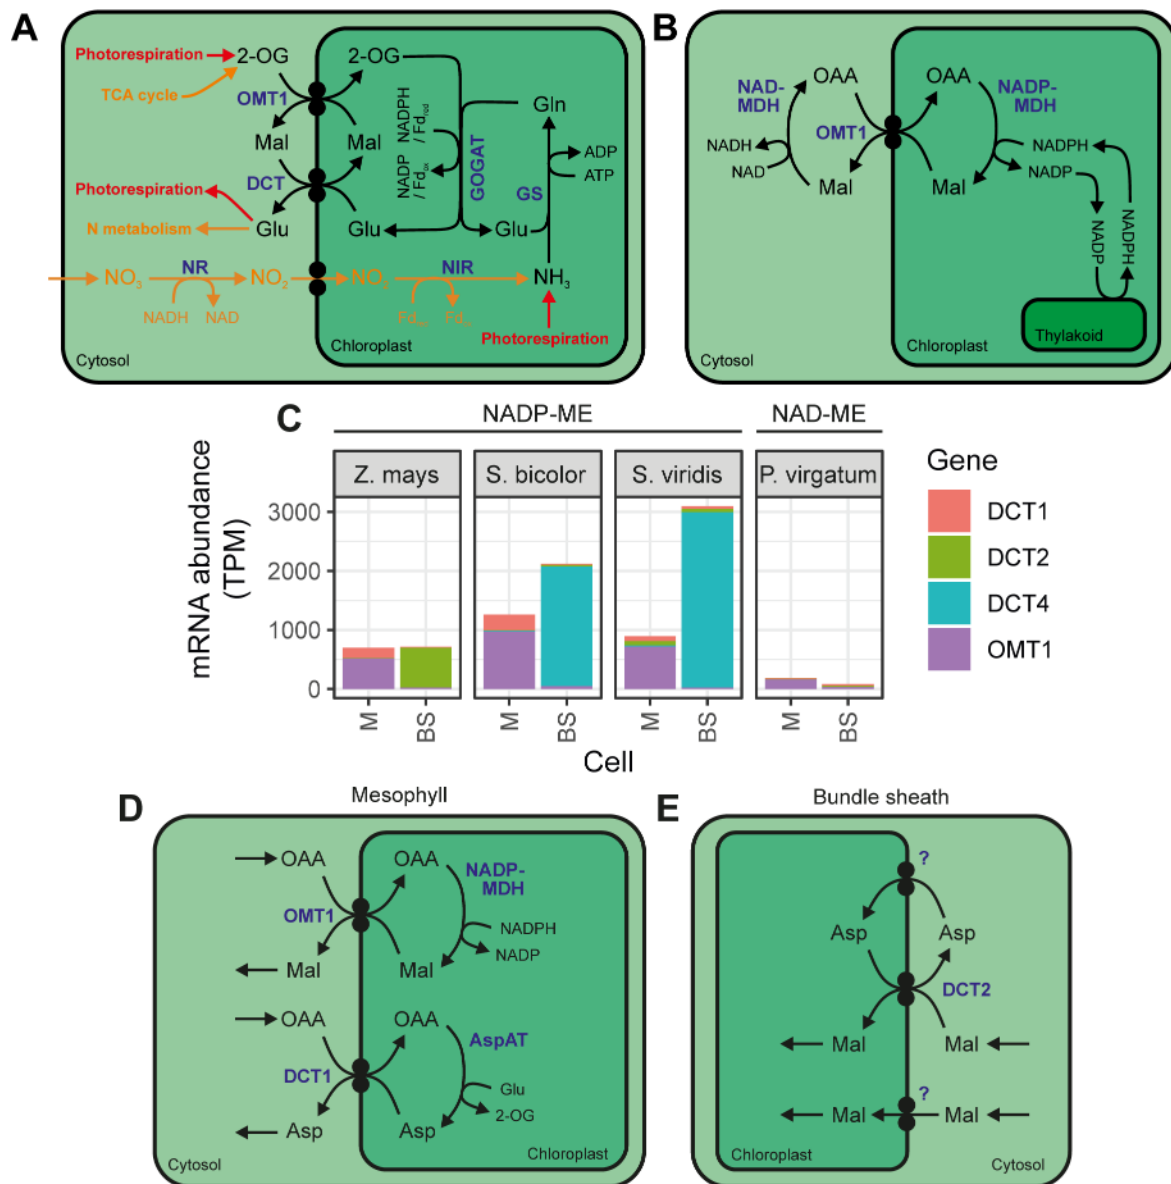 A
Photorespiration
2-OG
2-OG
TCA cycle
OMT1
Gln
Mal
Mal
NADPH
/ Fd
NADP
/ Fd
GOGAT
ADP
ATP
Photorespiration
DCT
GS
N metabolism
Glu
Glu
Glu
NO3
NR
NO2
NO2
NIR
NH3
NADH
NAD
Fd
Fd
Photorespiration
Cytosol
Chloroplast
B
NAD-
MDH
OAA
OAA
NADP-
MDH
OMT1
NADH
NAD
NADPH
NADP
Mal
Mal
NADP
NADPH
Thylakoid
Cytosol
Chloroplast
C
NADP-ME
NAD-ME
Z. mays
S. bicolor
S. viridis
P. virgatum
mRNA abundance
(TPM)
3000
2000
1000
0
M
BS
M
BS
M
BS
M
BS
Cell
Gene
DCT1
DCT2
DCT4
OMT1
D
Mesophyll
OAA
OAA
NADP-
MDH
OMT1
NADPH
NADP
Mal
Mal
OAA
OAA
AspAT
DCT1
Glu
2-OG
Asp
Asp
Cytosol
Chloroplast
E
Bundle sheath
?
Asp
Asp
DCT2
Mal
Mal
?
Mal
Mal
Chloroplast
Cytosol